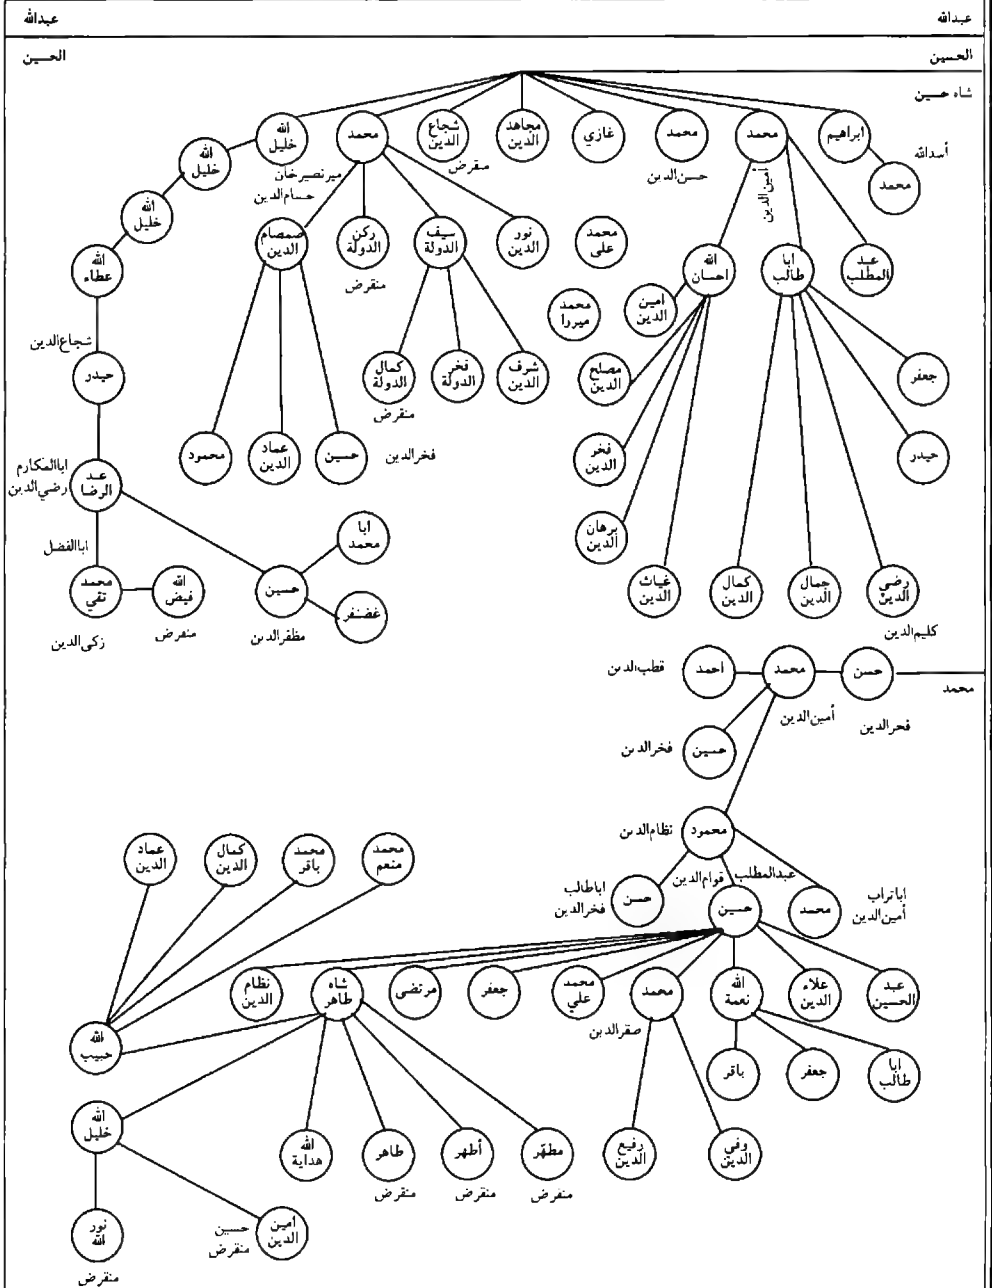 عبدالله
عبدالله
الحسين
الحسين
شاه حسين
ابراهيم
محمد
محمد
غازي
مجاهد
الدين
شجاع
الدين
محمد
الله
خليل
أسدالله
محمد
أمين‌الدين
حسن‌الدين
منقرض
ميرنصيرخان
حسام‌الدين
الله
خليل
الله
خليل
عبد
المطلب
ابا
طالب
الله
احسان
محمد
على
نور
الدين
سيف
الدولة
ركن
الدولة
منقرض
صمصام
الدين
الله
عطاء
امين
الدين
محمد
ميروا
شجاع‌الدين
جعفر
مصلح
الدين
شرف
الدين
فخر
الدولة
كمال
الدولة
منقرض
حيدر
حيدر
فخر
الدين
فخرالدين
حسين
عماد
الدين
محمود
اباالمكارم
رضي‌الدين
عبد
الرضا
برهان
الدين
ابا
محمد
اباالفضل
رضي
الدين
كليم‌الدين
جمال
الدين
كمال
الدين
غياث
الدين
غضنفر
حسين
مظفرالدين
الله
فيض
منقرض
محمد
تقي
زكى‌الدين
محمد
حسن
فخرالدين
محمد
أمين‌الدين
احمد
قطب‌الدين
حسين
فخرالدين
محمود
نظام‌الدين
محمد
منعم
محمد
باقر
كمال
الدين
عماد
الدين
اباتراب
أمين‌الدين
محمد
عبدالمطلب
قوام‌الدين
حسين
حسن
اباطالب
فخرالدين
عبد
الحسين
علاء
الدين
الله
نعمة
محمد
صقرالدين
محمد
علي
جعفر
مرتضى
شاه
طاهر
نظام
الدين
الله
حبيب
ابا
طالب
جعفر
باقر
الله
خليل
وفي
الدين
رفيع
الدين
مطهّر
منقرض
أطهر
منقرض
طاهر
منقرض
الله
هداية
أمين
الدين
حسين
منقرض
نور
الله
منقرض